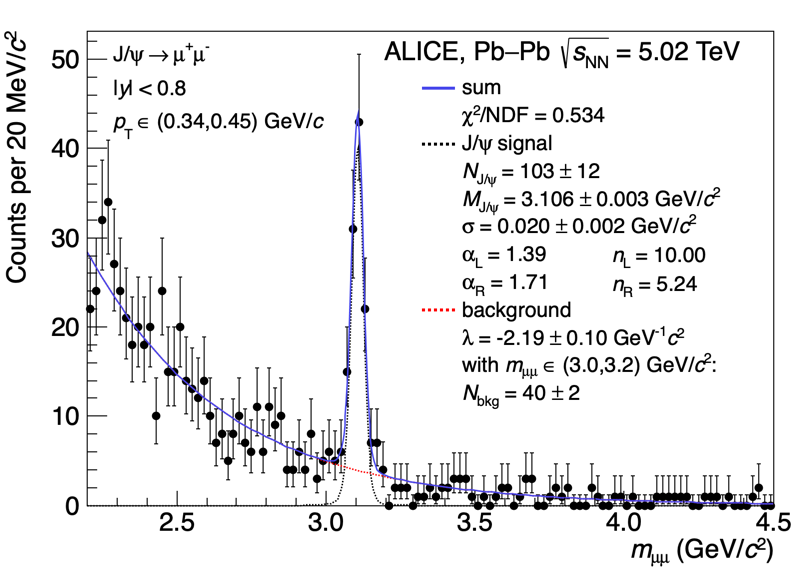 Counts per 20 MeV/c²
50
40
30
20
10
0
J/ψ → μ⁺μ⁻
|y| < 0.8
p_T ∈ (0.34,0.45) GeV/c
ALICE, Pb–Pb √s_NN = 5.02 TeV
sum
χ²/NDF = 0.534
J/ψ signal
N_J/ψ = 103 ± 12
M_J/ψ = 3.106 ± 0.003 GeV/c²
σ = 0.020 ± 0.002 GeV/c²
α_L = 1.39 n_L = 10.00
α_R = 1.71 n_R = 5.24
background
λ = -2.19 ± 0.10 GeV⁻¹c²
with m_μμ ∈ (3.0,3.2) GeV/c²:
N_bkg = 40 ± 2
2.5 3.0 3.5 4.0 4.5
m_μμ (GeV/c²)